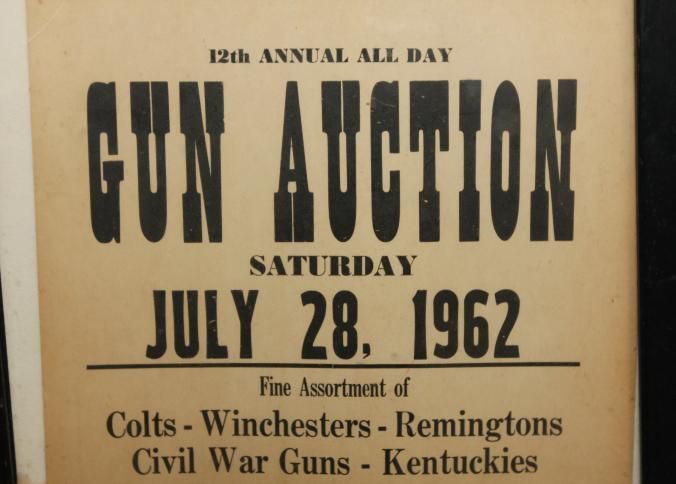 12th ANNUAL ALL DAY
GUN AUCTION
SATURDAY
JULY 28, 1962
Fine Assortment of
Colts - Winchesters - Remingtons
Civil War Guns - Kentuckies